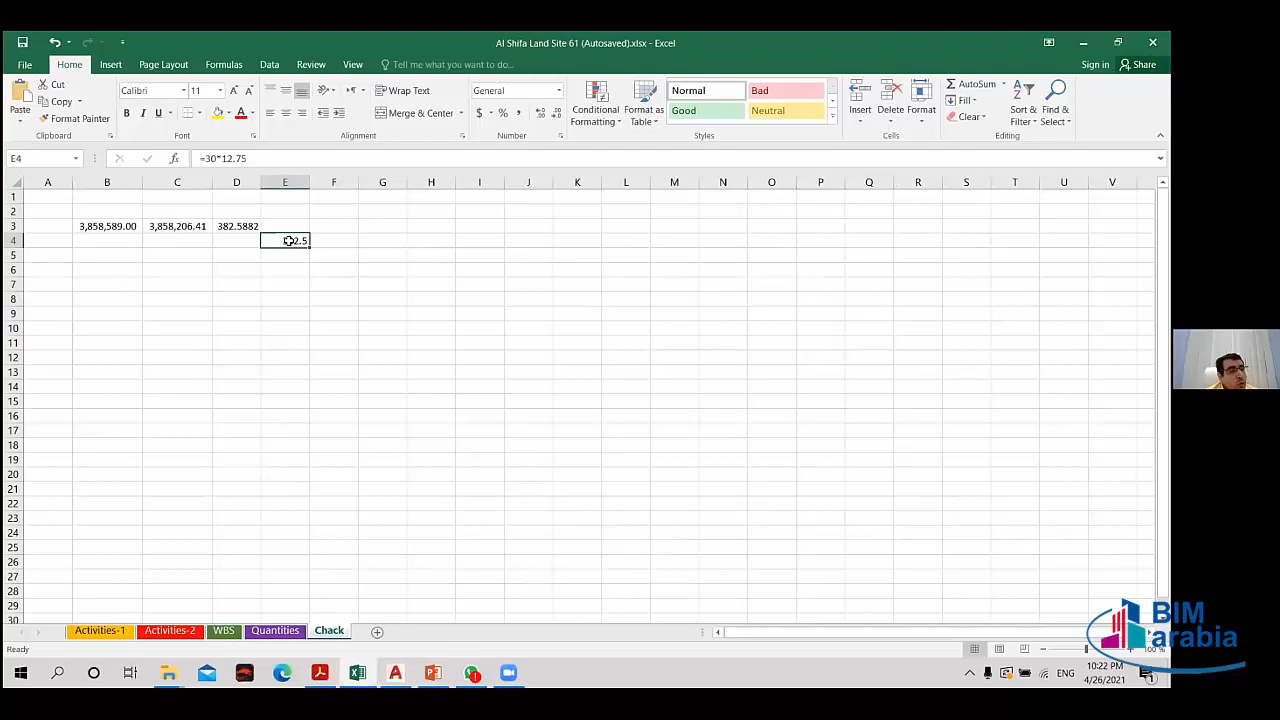 Al Shifa Land Site 61 (Autosaved).xlsx - Excel
File Home Insert Page Layout Formulas Data Review View Tell me what you want to do... Sign in Share
Paste
Cut
Copy
Format Painter
Clipboard
Calibri 11
B I U
Font
Wrap Text
Merge & Center
Alignment
General
$ %
Number
Conditional
Formatting
Format as
Table
Normal Bad
Good Neutral
Styles
Insert Delete Format
Cells
AutoSum
Fill
Clear
Sort &
Filter
Find &
Select
Editing
E4 =30*12.75
A B C D E F G H I J K L M N O P Q R S T U V
1
2
3 3,858,589.00 3,858,206.41 382.5882
4
5
6
7
8
9
10
11
12
13
14
15
16
17
18
19
20
21
22
23
24
25
26
27
28
29
30
Activities-1 Activities-2 WBS Quantities Chack
Ready 100 %
BIM
arabia
ENG 10:22 PM
4/26/2021